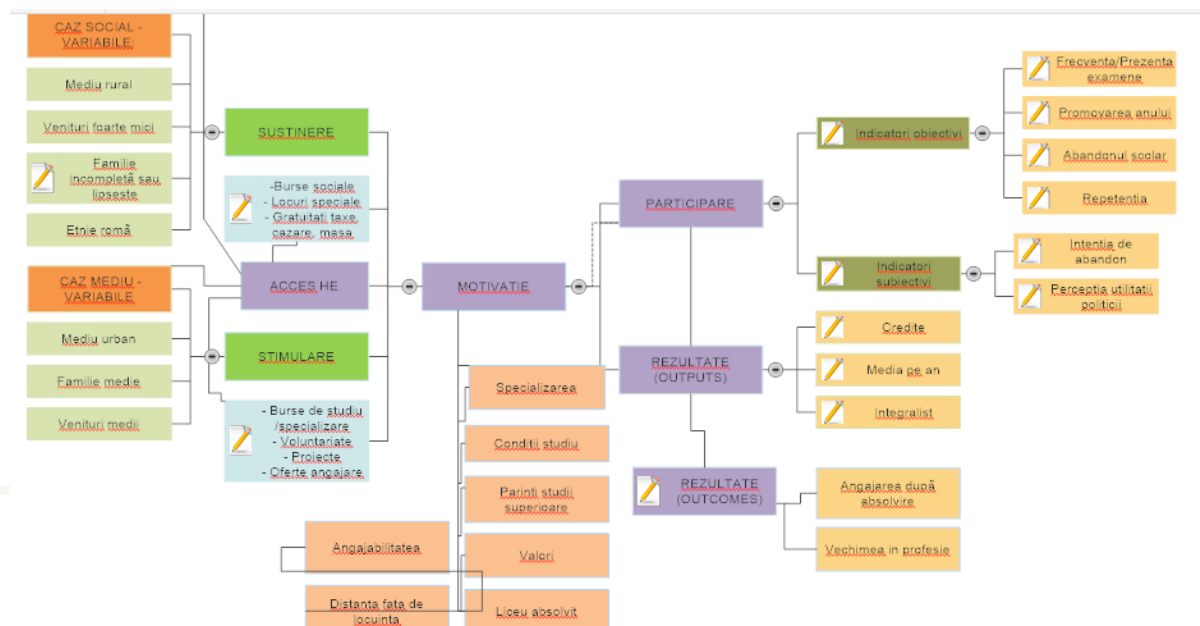 CAZ SOCIAL -
VARIABILE:
Mediu rural
Venituri foarte mici
Familie
incompletă sau
lipseste
Etnie romă
CAZ MEDIU -
VARIABILE
Mediu urban
Familie medie
Venituri medii
SUSTINERE
-Burse sociale
- Locuri speciale
- Gratuitati taxe,
cazare, masa
ACCES HE
STIMULARE
- Burse de studiu
/specializare
- Voluntariate
- Proiecte
- Oferte angajare
MOTIVATIE
Specializarea
Conditii studiu
Parinti studii
superioare
Valori
Liceu absolvit
Angajabilitatea
Distanta fata de
locuinta
PARTICIPARE
REZULTATE
(OUTPUTS)
REZULTATE
(OUTCOMES)
Indicatori obiectivi
Frecventa/Prezenta
examene
Promovarea anului
Abandonul scolar
Repetentia
Indicatori
subiectivi
Intentia de
abandon
Perceptia utilitatii
politicii
Credite
Media pe an
Integralist
Angajarea după
absolvire
Vechimea in profesie